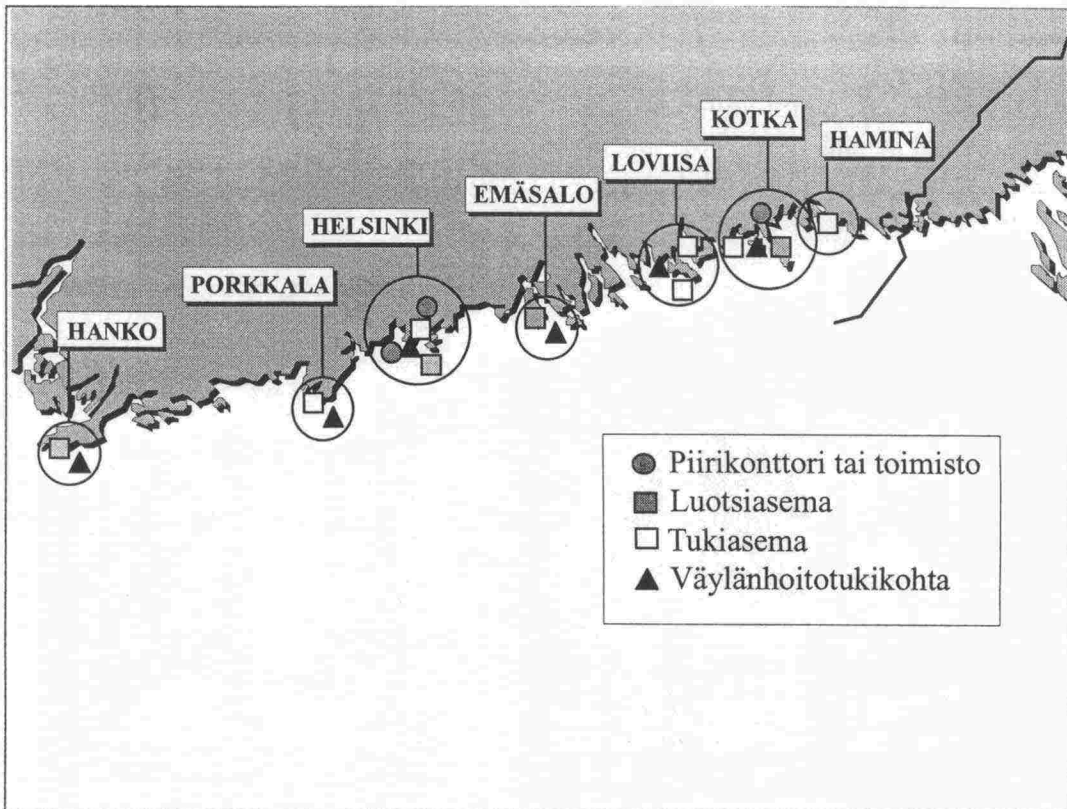 KOTKA
HAMINA
LOVIISA
EMÄSALO
HELSINKI
PORKKALA
HANKO
Piirikonttori tai toimisto
Luotsiasema
Tukiasema
Väylänhoitotukikohta